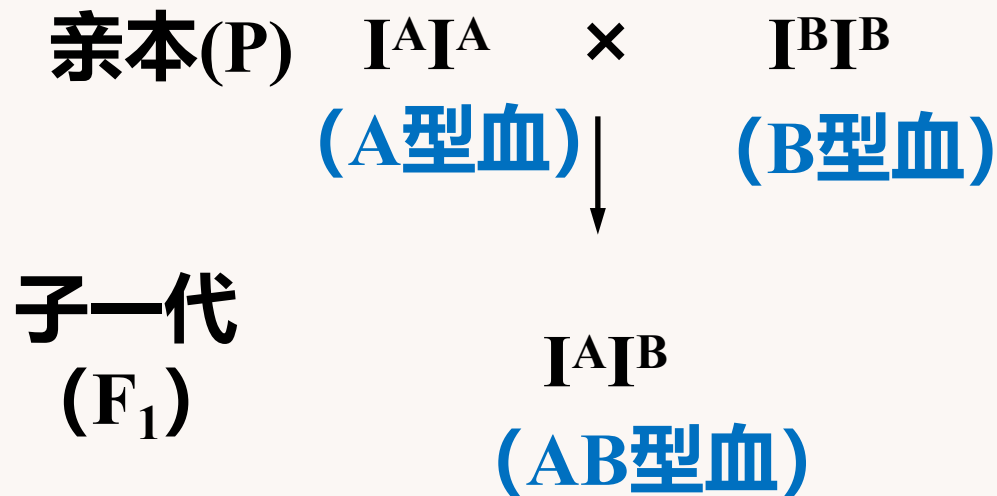 亲本(P) IᴬIᴬ × IᴮIᴮ
(A型血) (B型血)
子一代
(F₁)
IᴬIᴮ
(AB型血)